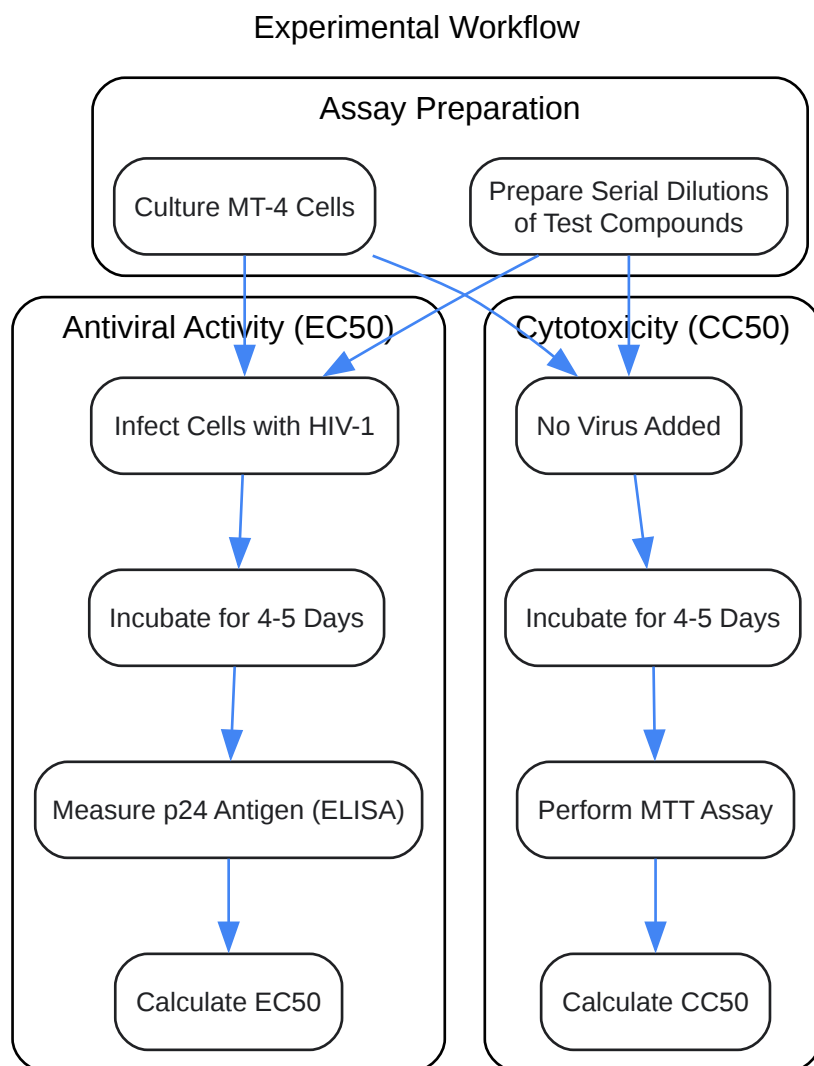 Experimental Workflow
Assay Preparation
Culture MT-4 Cells
Prepare Serial Dilutions
of Test Compounds
Antiviral Activity (EC50)
Cytotoxicity (CC50)
Infect Cells with HIV-1
No Virus Added
Incubate for 4-5 Days
Incubate for 4-5 Days
Measure p24 Antigen (ELISA)
Perform MTT Assay
Calculate EC50
Calculate CC50